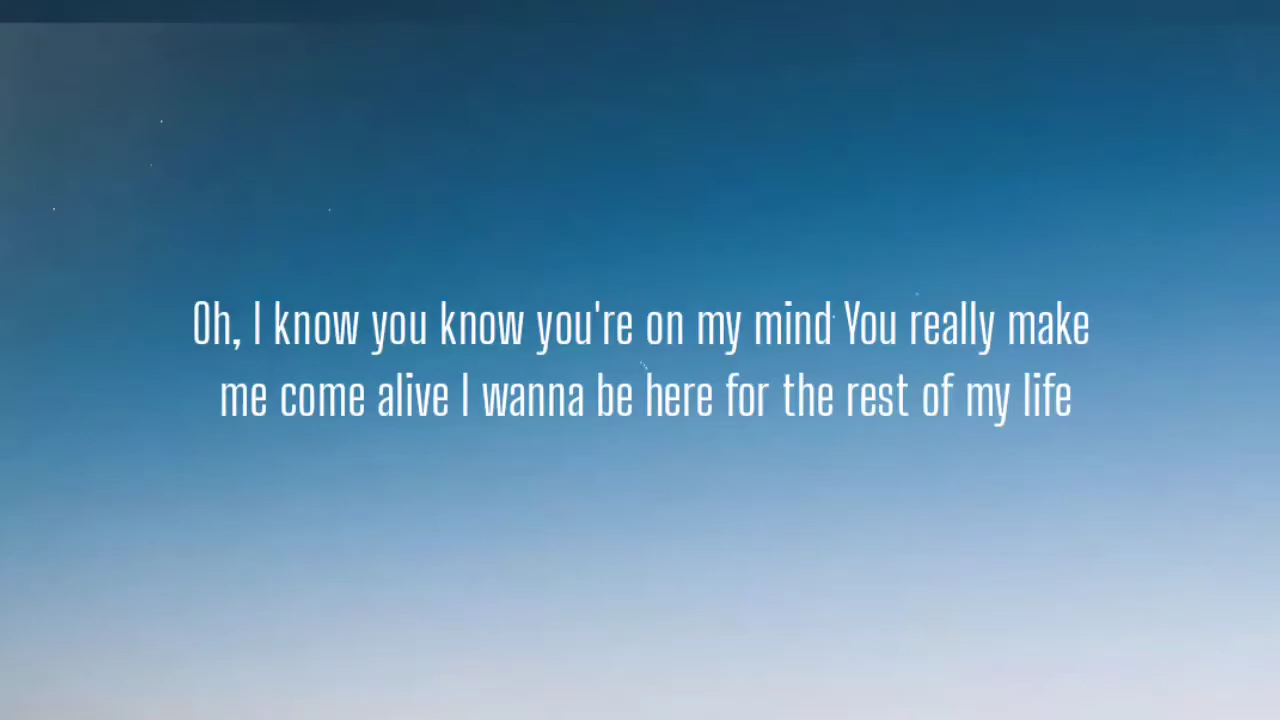 Oh, I know you know you're on my mind You really make
me come alive I wanna be here for the rest of my life